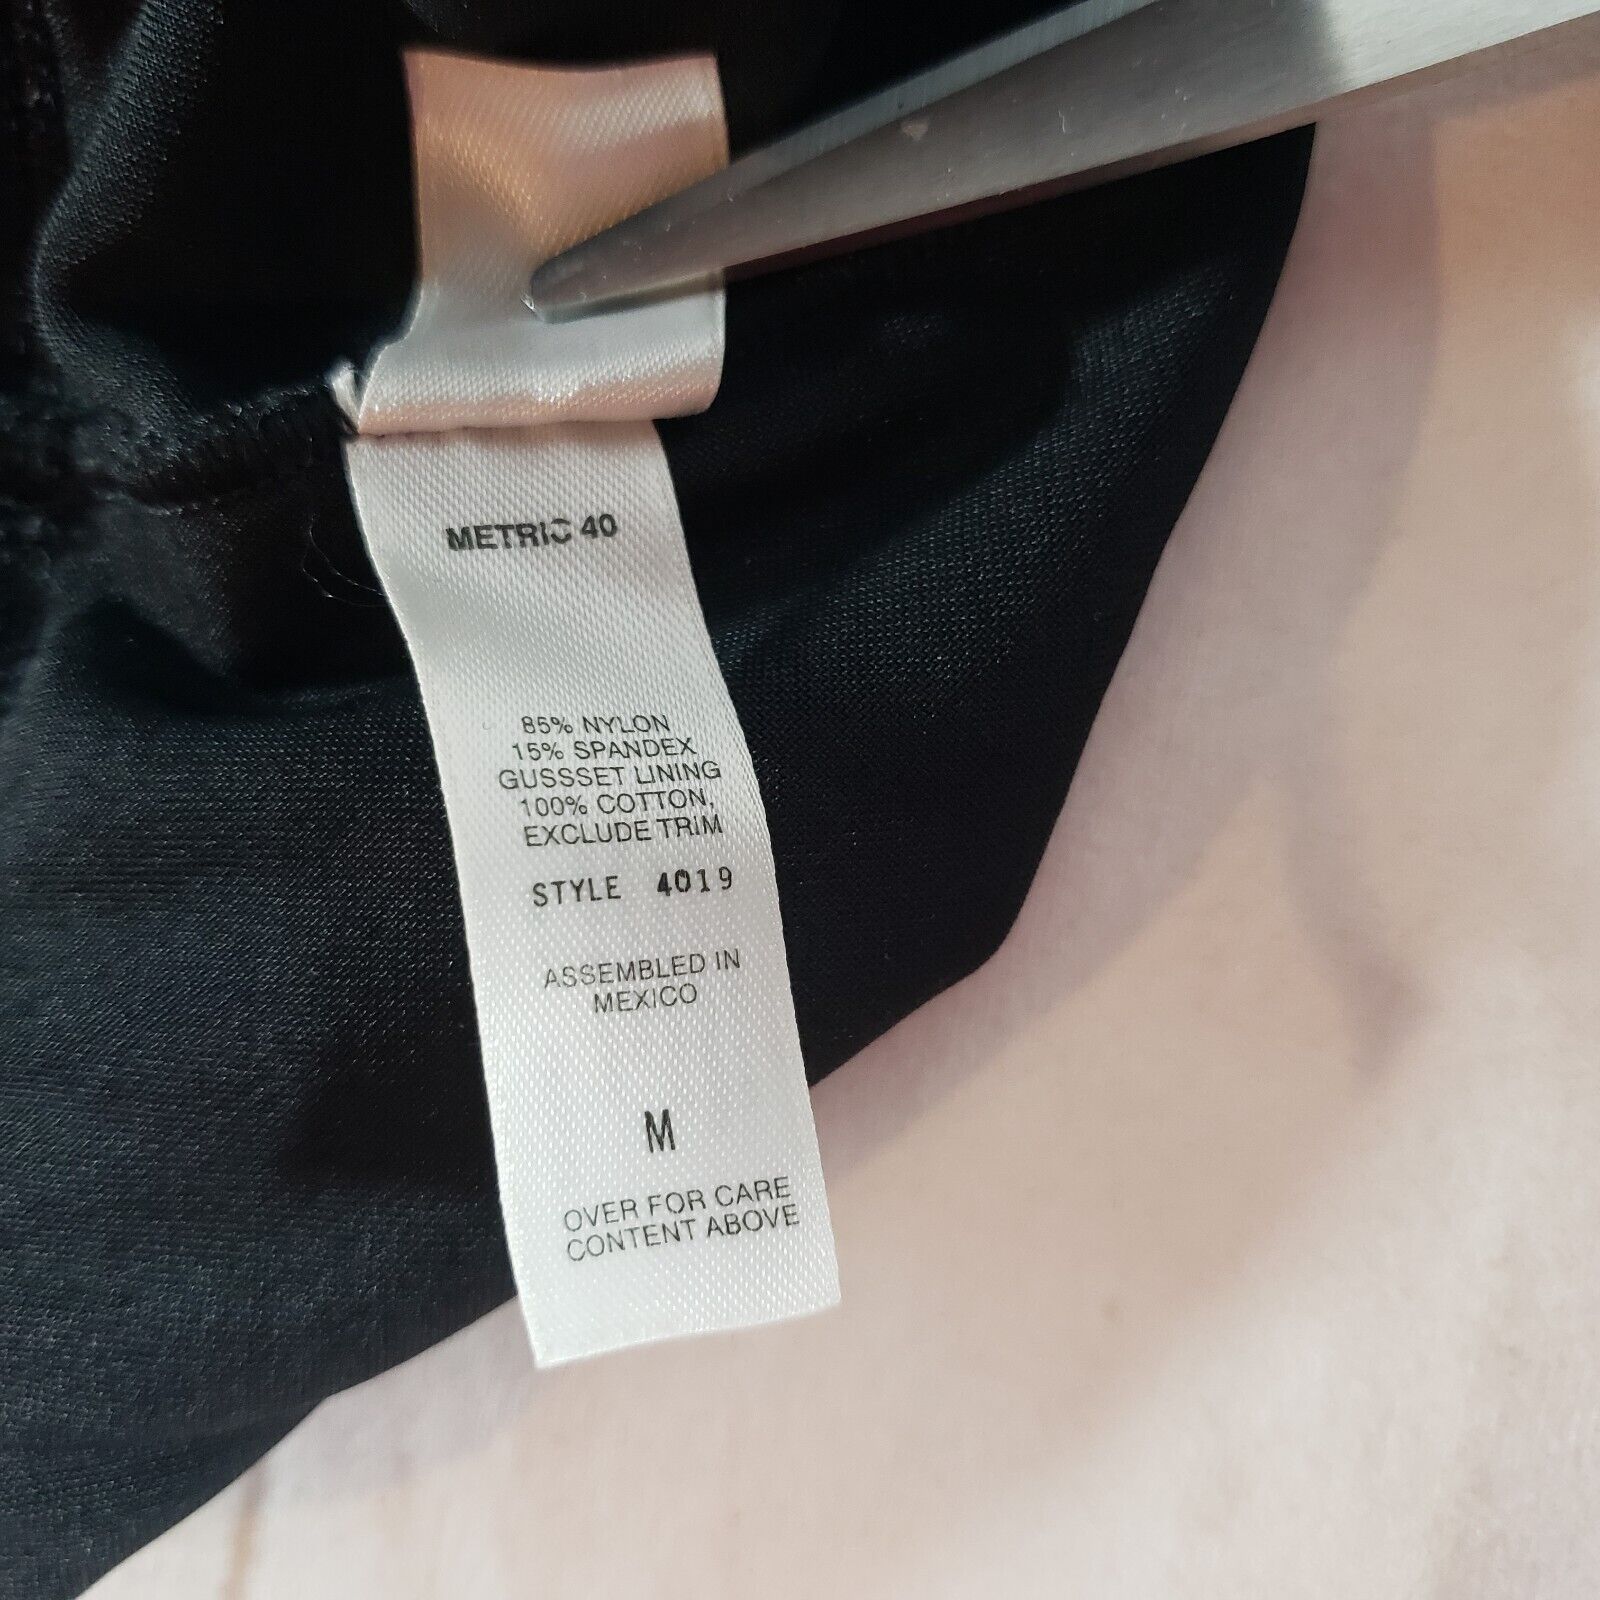 METRIC 40
85% NYLON
15% SPANDEX
GUSSSET LINING
100% COTTON,
EXCLUDE TRIM
STYLE 4019
ASSEMBLED IN
MEXICO
M
OVER FOR CARE
CONTENT ABOVE